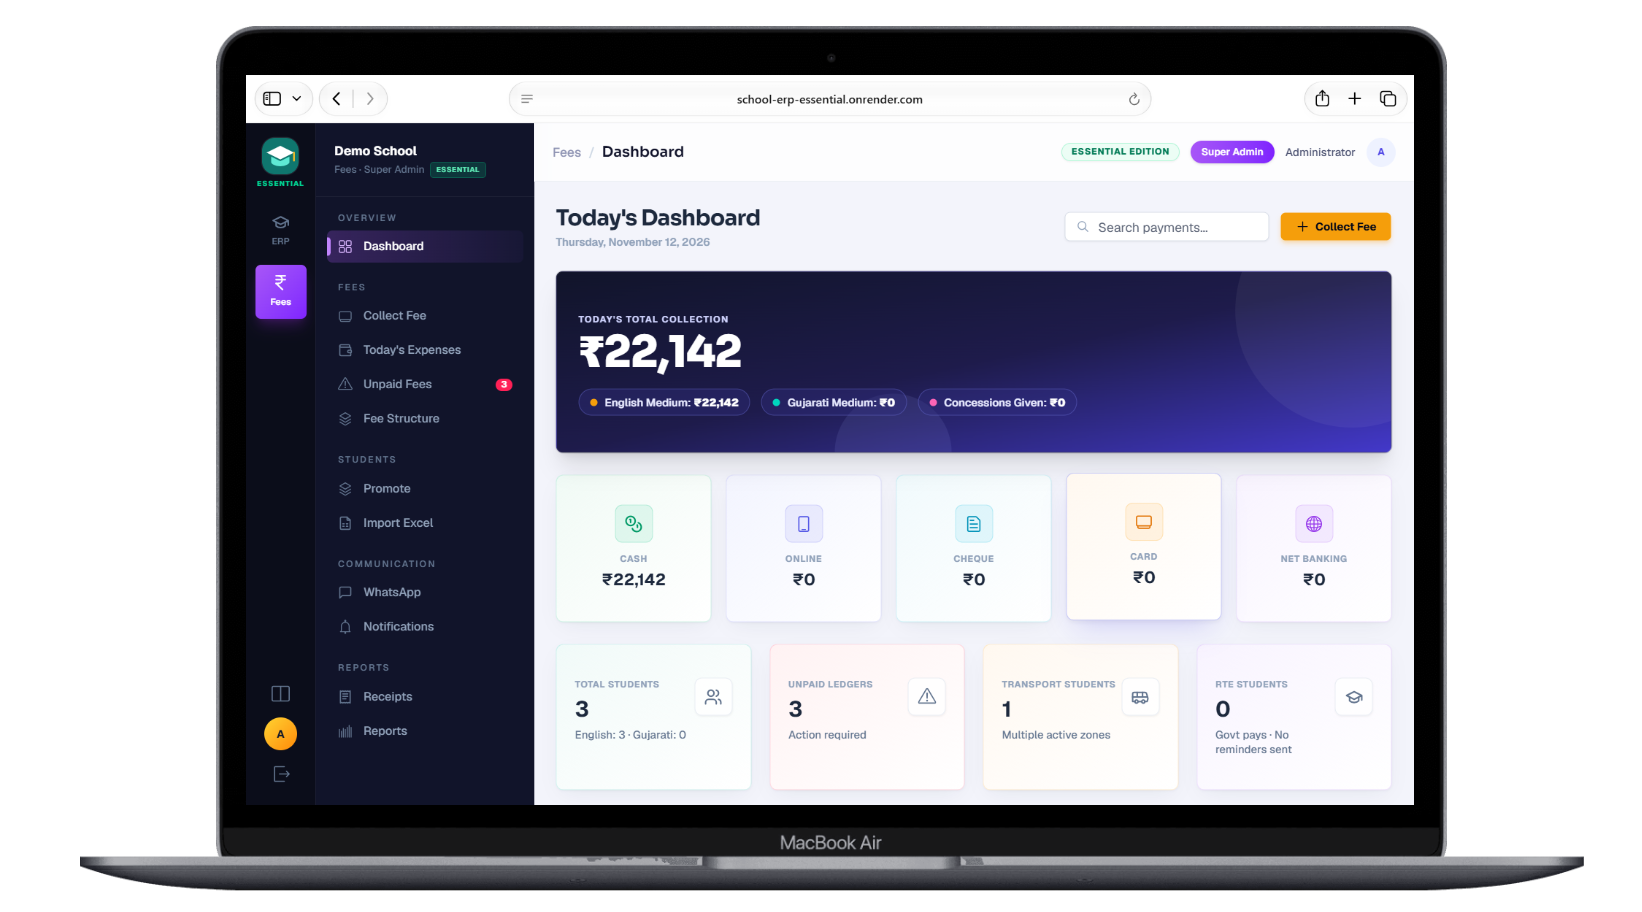 school-erp-essential.onrender.com
ESSENTIAL
ERP
₹
Fees
A
Demo School
Fees · Super Admin ESSENTIAL
OVERVIEW
Dashboard
FEES
Collect Fee
Today's Expenses
Unpaid Fees 3
Fee Structure
STUDENTS
Promote
Import Excel
COMMUNICATION
WhatsApp
Notifications
REPORTS
Receipts
Reports
Fees / Dashboard
ESSENTIAL EDITION Super Admin Administrator A
Today's Dashboard
Thursday, November 12, 2026
Search payments...
+ Collect Fee
TODAY'S TOTAL COLLECTION
₹22,142
English Medium: ₹22,142 Gujarati Medium: ₹0 Concessions Given: ₹0
CASH
₹22,142
ONLINE
₹0
CHEQUE
₹0
CARD
₹0
NET BANKING
₹0
TOTAL STUDENTS
3
English: 3 · Gujarati: 0
UNPAID LEDGERS
3
Action required
TRANSPORT STUDENTS
1
Multiple active zones
RTE STUDENTS
0
Govt pays · No
reminders sent
MacBook Air